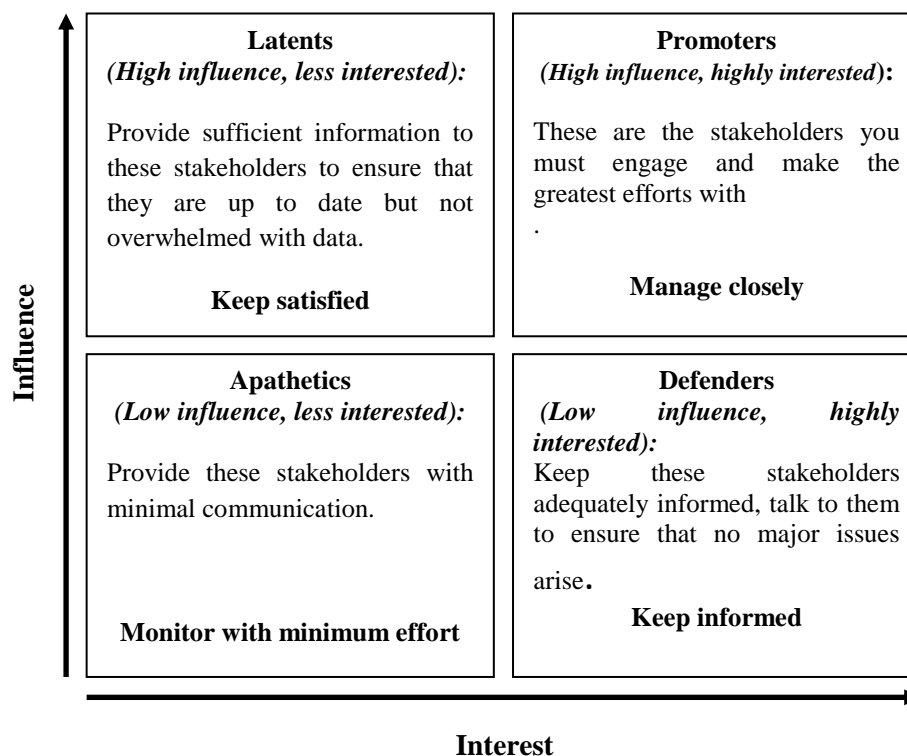 Influence
Latents
(High influence, less interested):
Provide sufficient information to
these stakeholders to ensure that
they are up to date but not
overwhelmed with data.
Keep satisfied
Promoters
(High influence, highly interested):
These are the stakeholders you
must engage and make the
greatest efforts with
.
Manage closely
Apathetics
(Low influence, less interested):
Provide these stakeholders with
minimal communication.
Monitor with minimum effort
Defenders
(Low influence, highly
interested):
Keep these stakeholders
adequately informed, talk to them
to ensure that no major issues
arise.
Keep informed
Interest